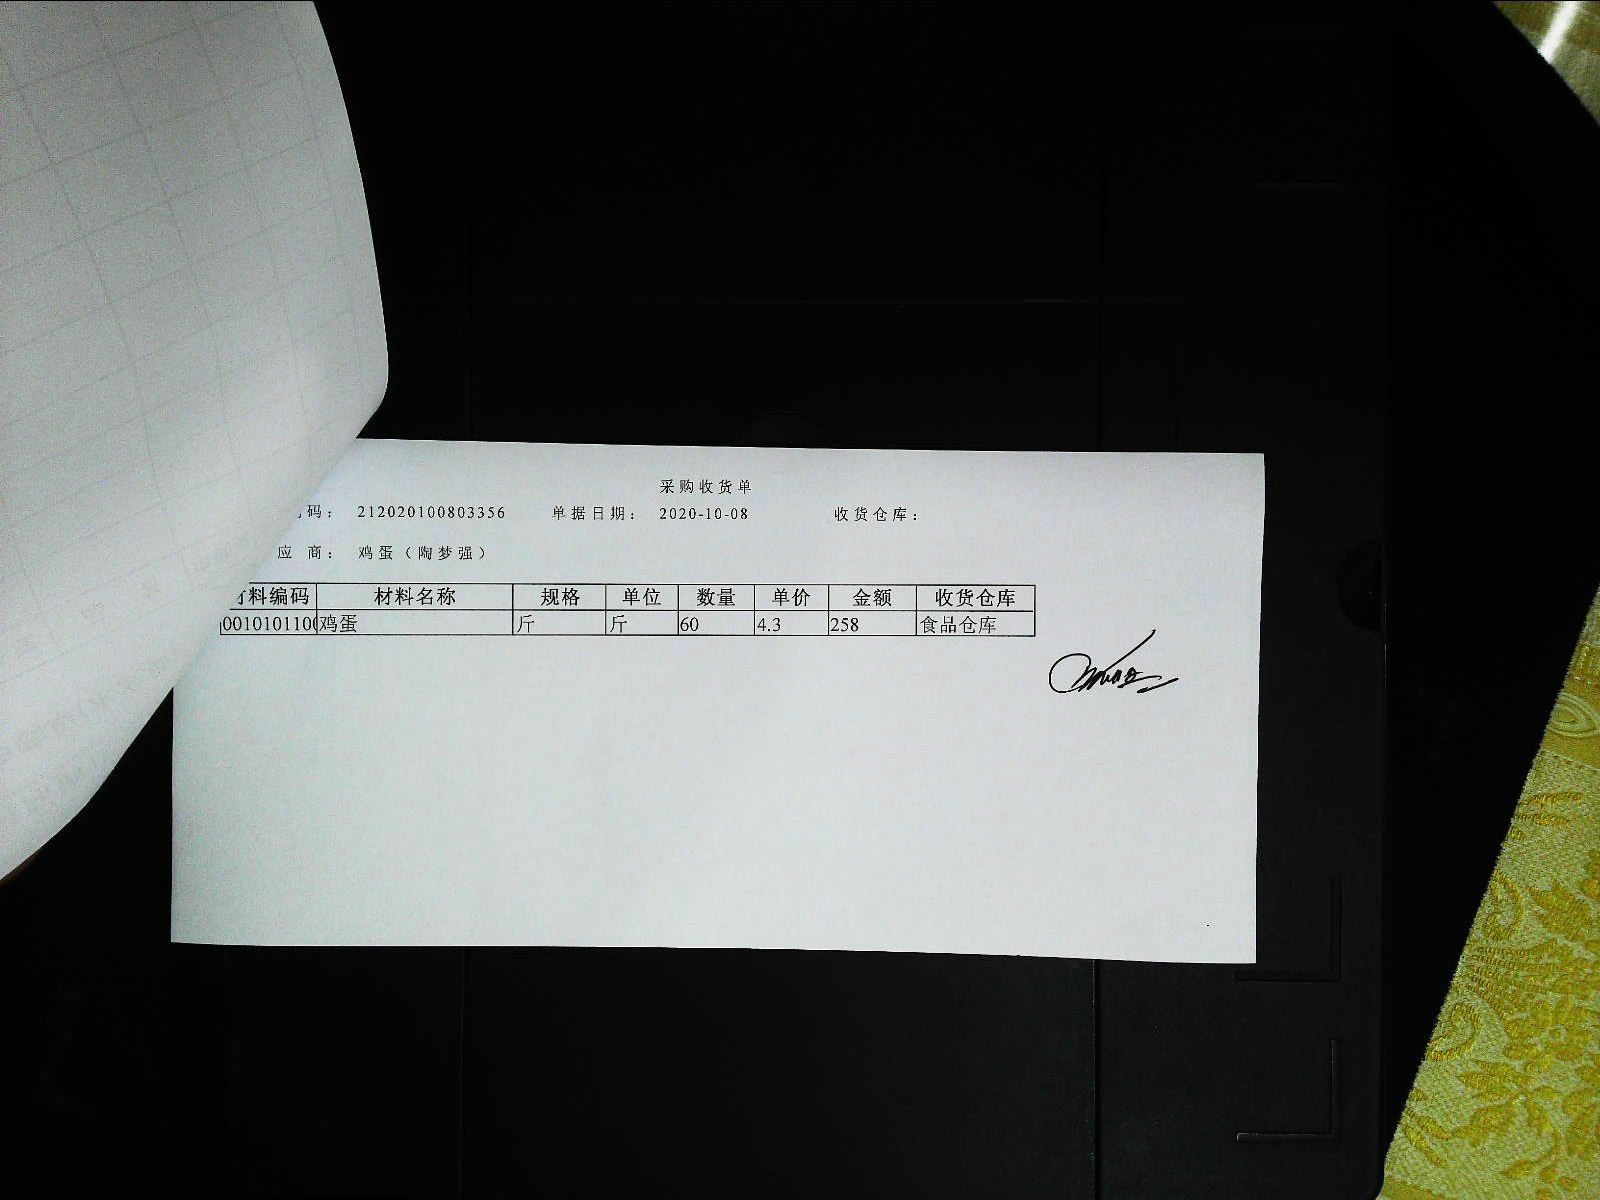 采购收货单
码： 212020100803356 单据日期： 2020-10-08 收货仓库：
应 商： 鸡蛋（陶梦强）
材料编码 材料名称 规格 单位 数量 单价 金额 收货仓库
0010101100 鸡蛋 斤 斤 60 4.3 258 食品仓库